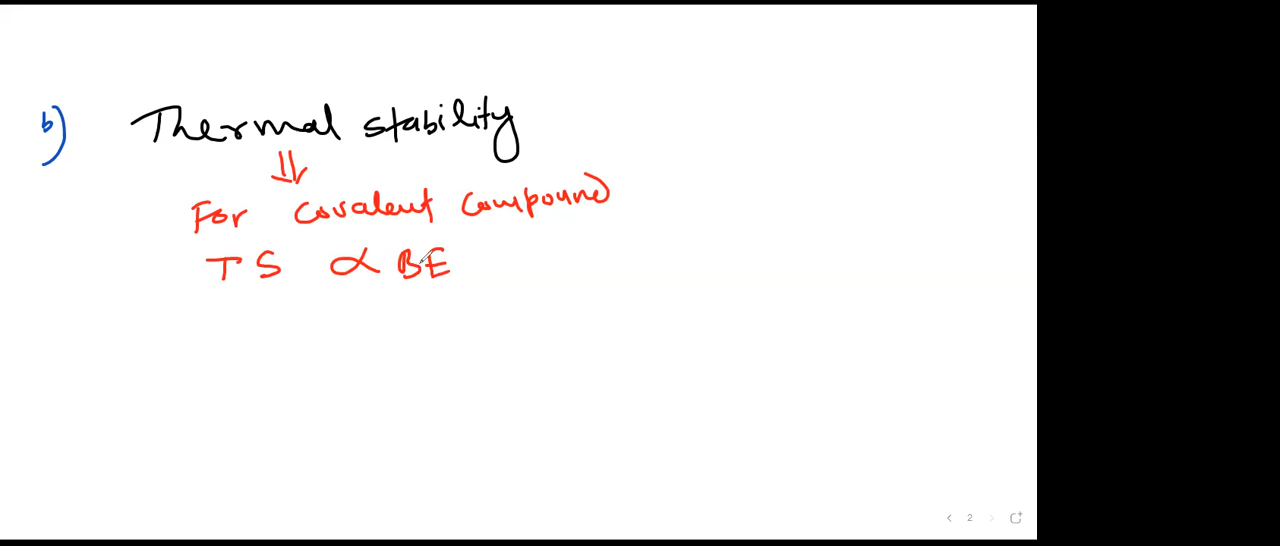 b) Thermal stability
⇓
For Covalent Compound
T S ∝ BE
2